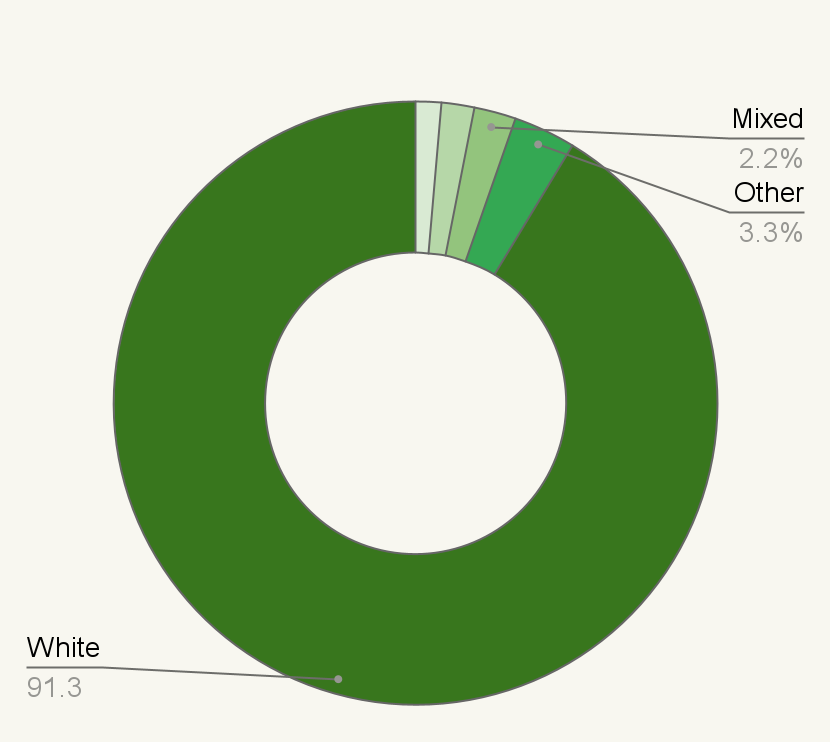 Mixed
2.2%
Other
3.3%
White
91.3